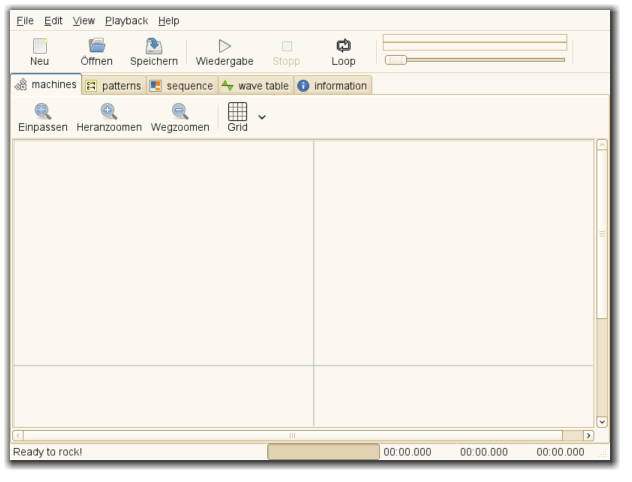 File Edit View Playback Help
Neu Öffnen Speichern Wiedergabe Stopp Loop
machines patterns sequence wave table information
Einpassen Heranzoomen Wegzoomen Grid
Ready to rock! 00:00.000 00:00.000 00:00.000